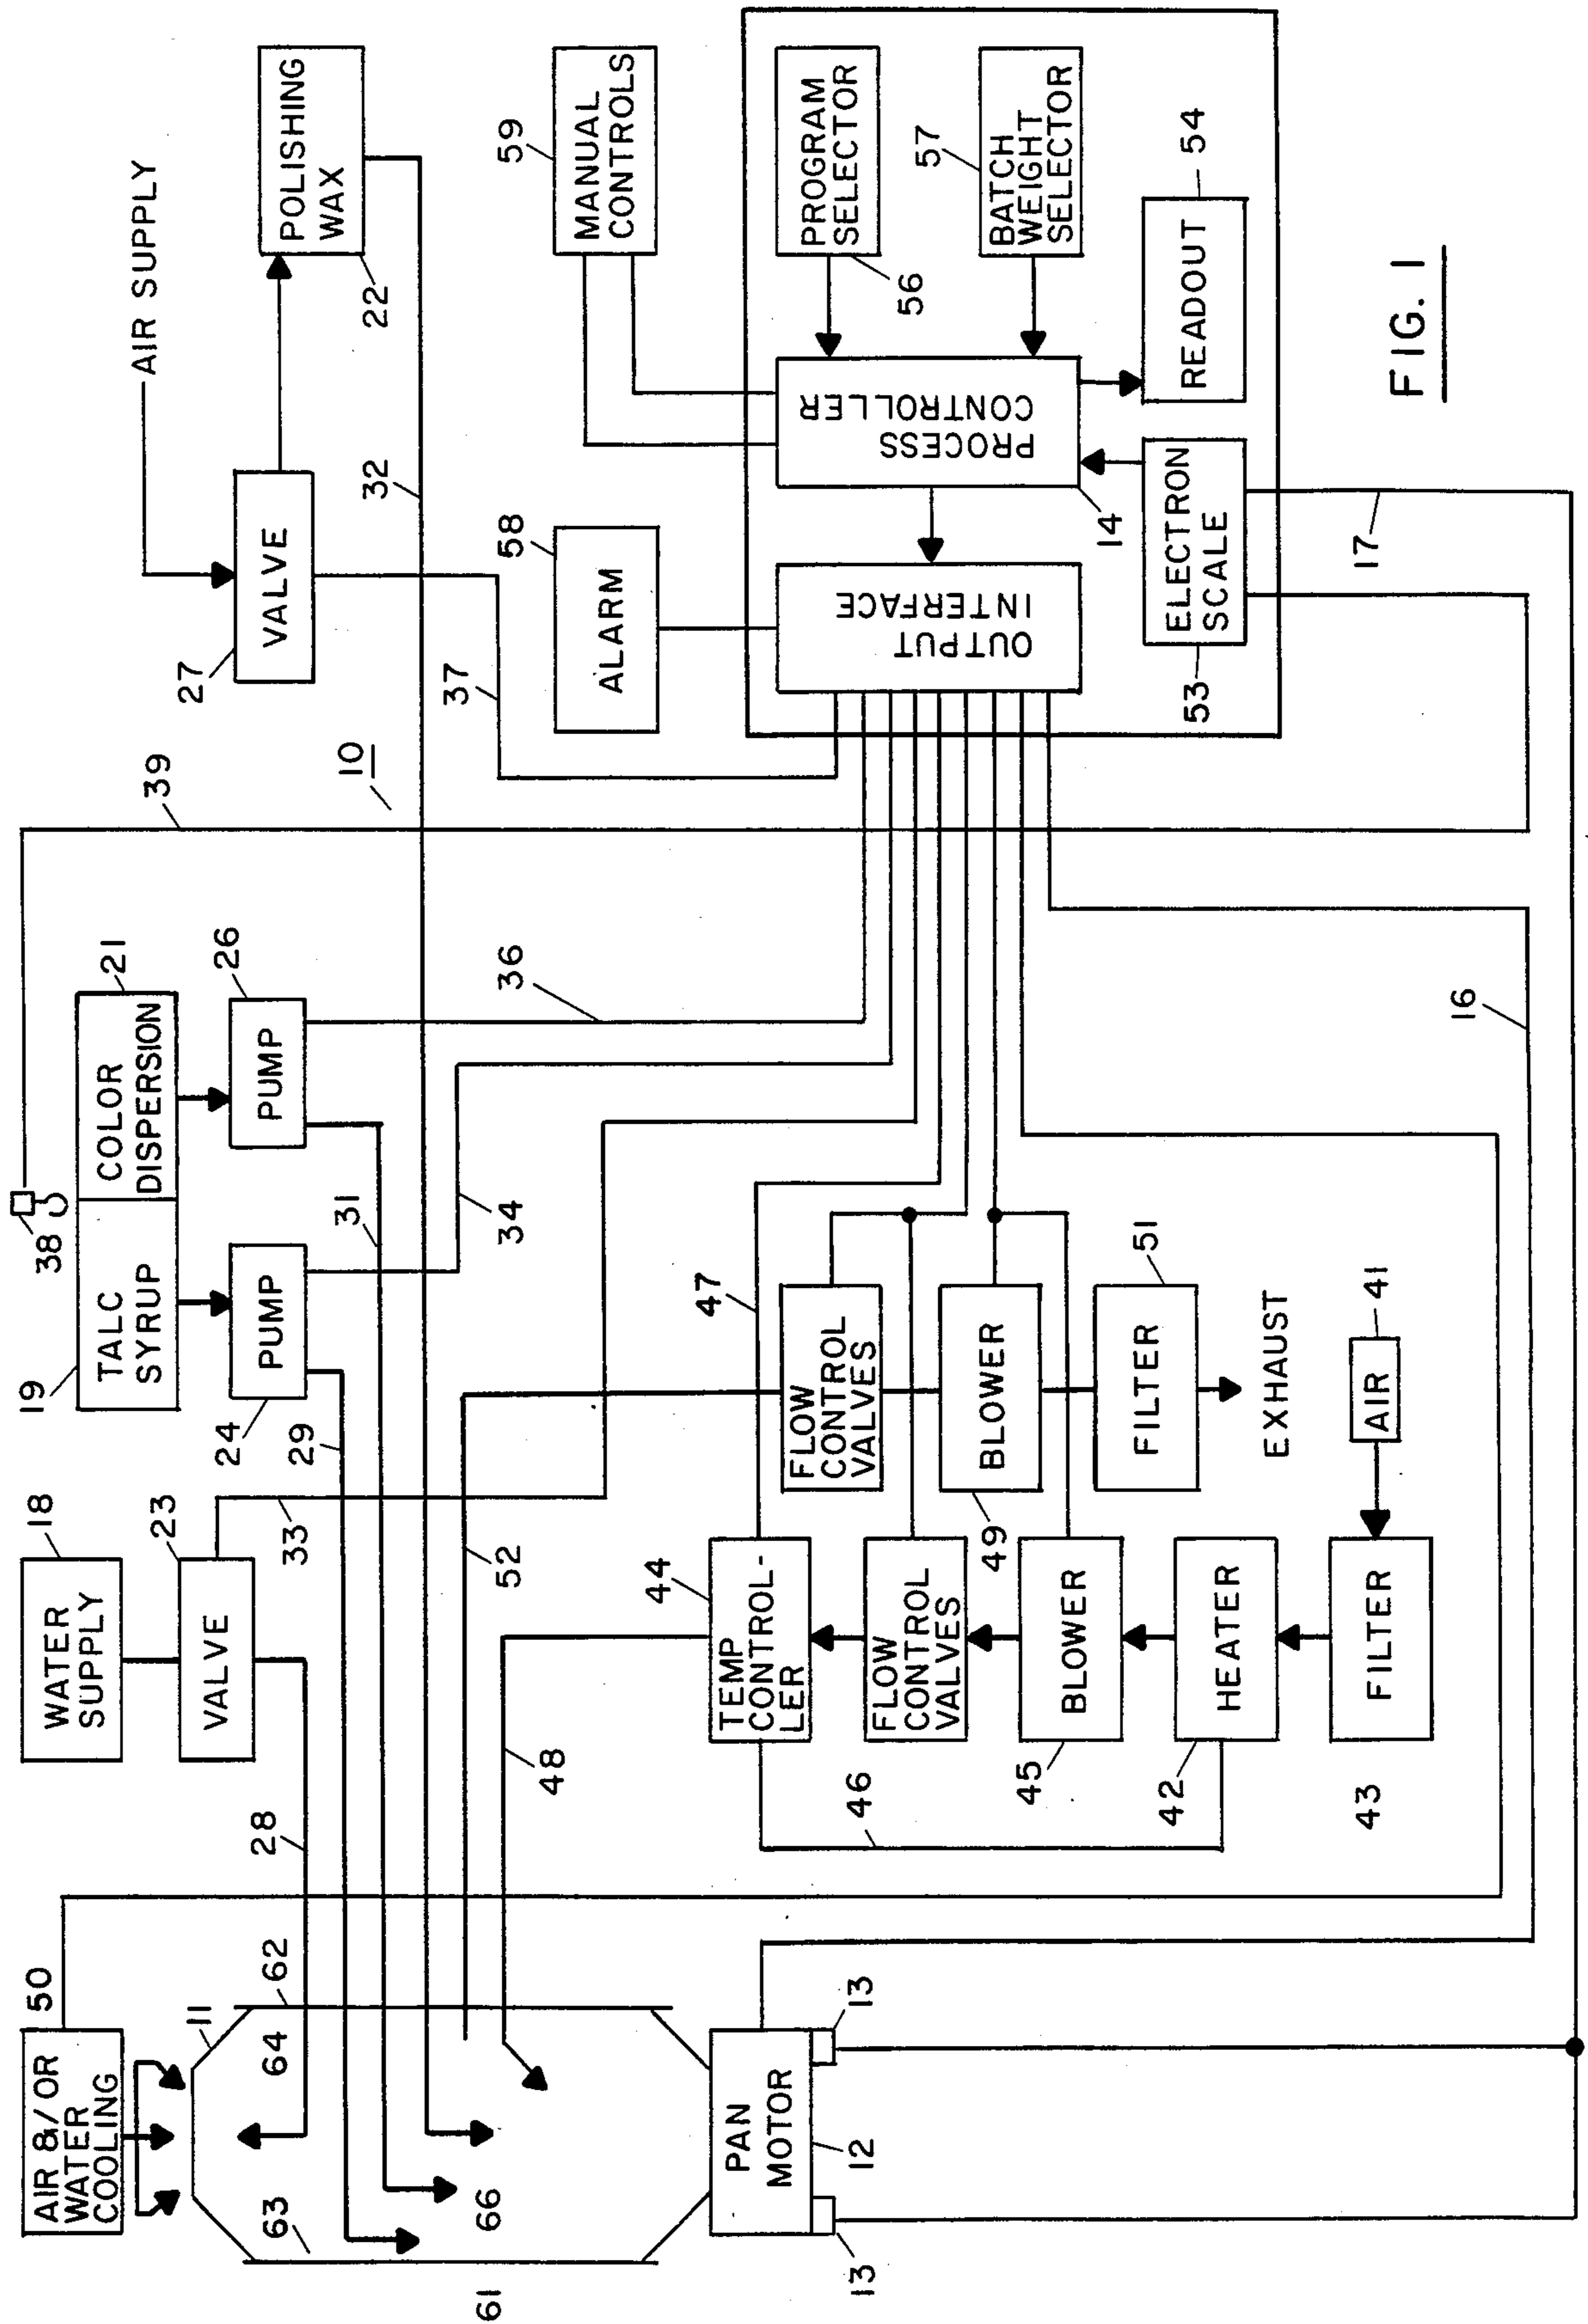 AIR &/OR
WATER
COOLING
50
11
62
64
63
66
61
PAN
MOTOR
12
13
13
WATER
SUPPLY
18
VALVE
23
28
33
TALC
SYRUP
19
38
COLOR
DISPERSION
21
PUMP
24
29
PUMP
26
31
34
36
39
10
AIR SUPPLY
VALVE
27
POLISHING
WAX
22
32
37
52
48
TEMP
CONTROL-
LER
44
47
FLOW
CONTROL
VALVES
46
BLOWER
45
HEATER
42
FILTER
43
AIR
41
FLOW
CONTROL
VALVES
BLOWER
49
FILTER
51
EXHAUST
ALARM
58
MANUAL
CONTROLS
59
OUTPUT
INTERFACE
PROCESS
CONTROLLER
14
PROGRAM
SELECTOR
56
BATCH
WEIGHT
SELECTOR
57
ELECTRON
SCALE
53
READOUT
54
16
17
FIG. 1